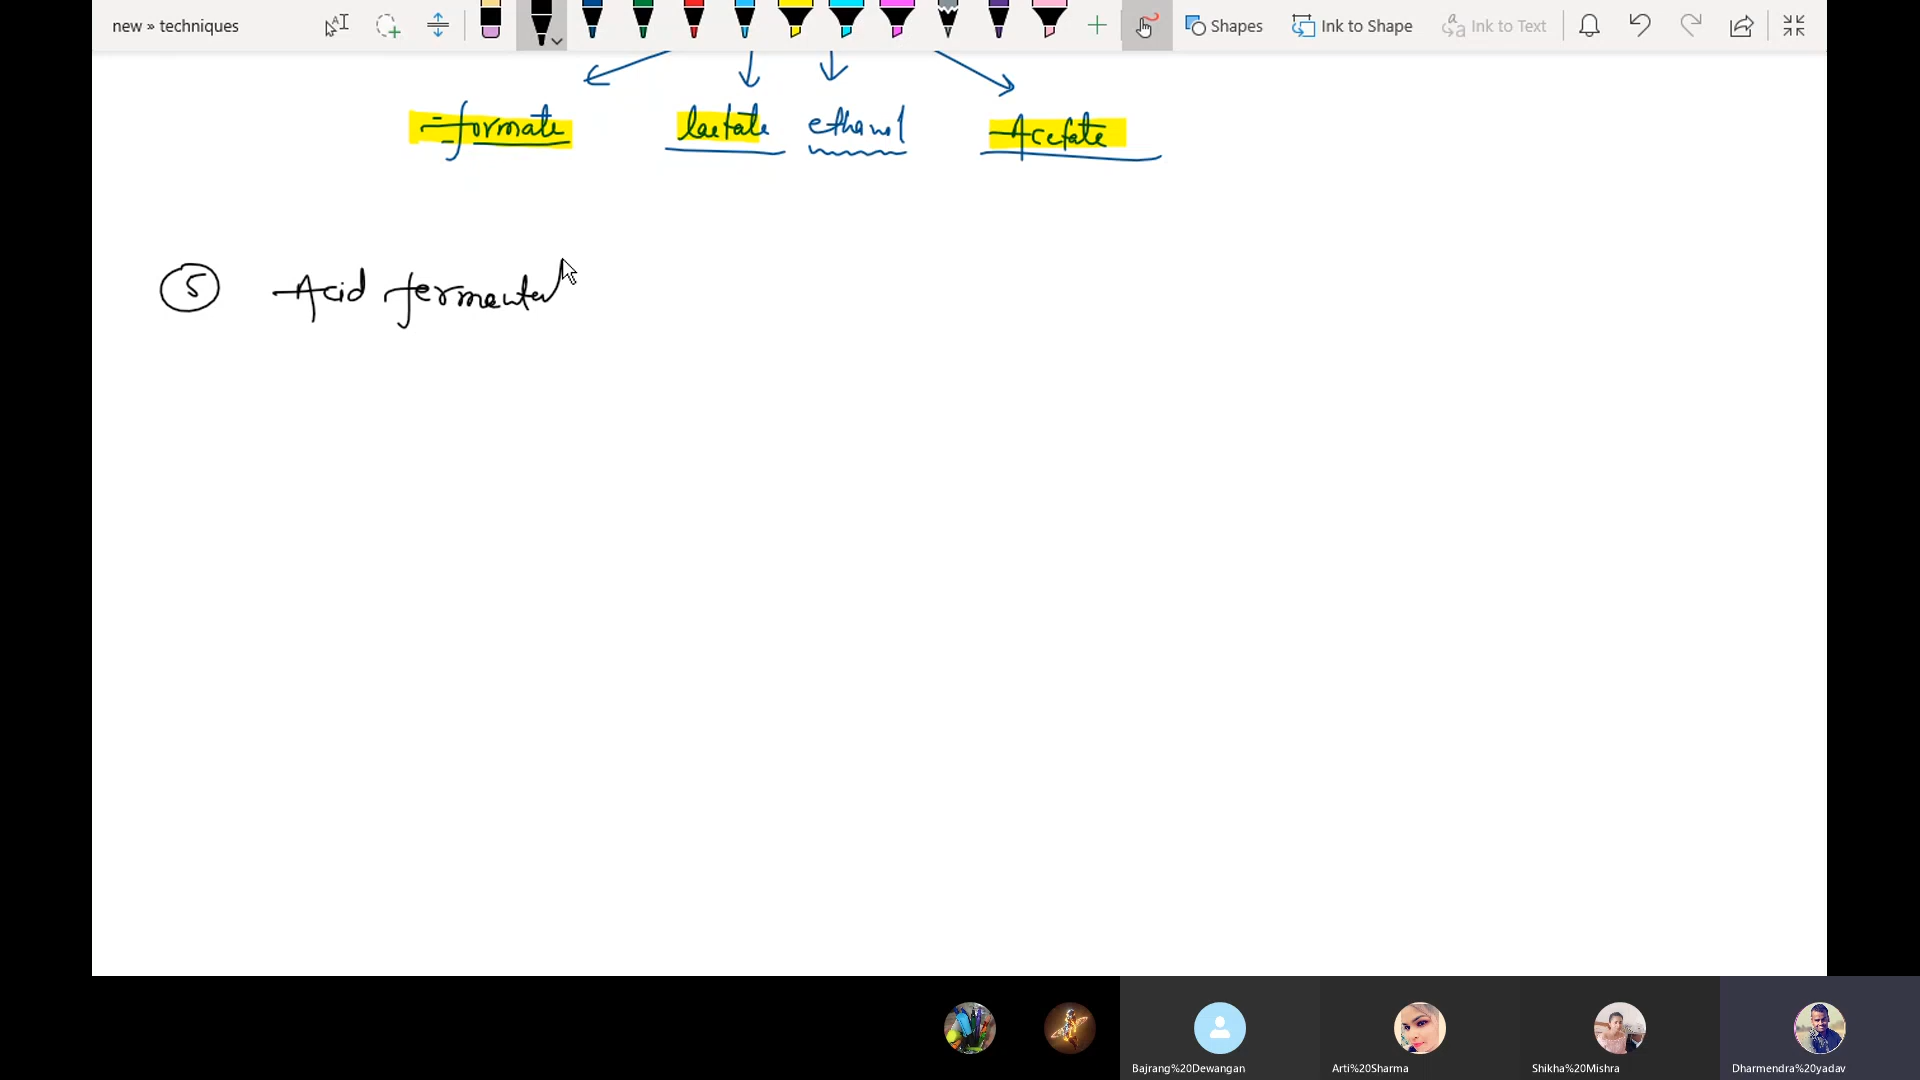 new » techniques Shapes Ink to Shape Ink to Text
formate lactate ethanol Acetate
5 Acid fermentat
Bajrang%20Dewangan Arti%20Sharma Shikha%20Mishra Dharmendra%20yadav